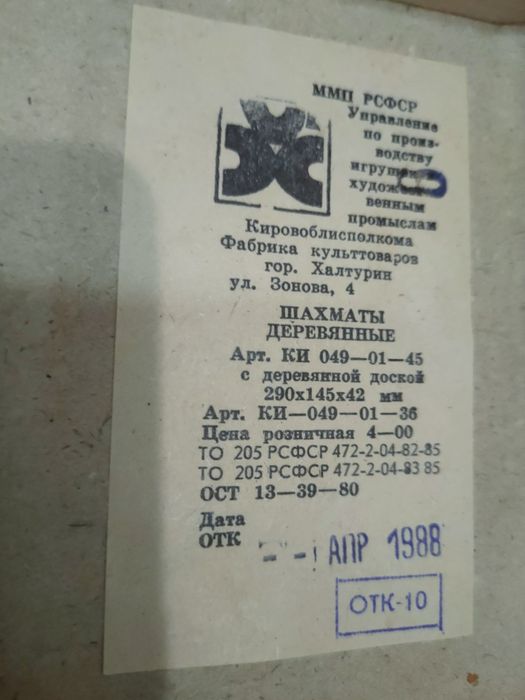 ММП РСФСР
Управление
по произ-
водству
игрушек и
художест-
венным
промыслам
Кировоблисполкома
Фабрика культтоваров
гор. Халтурин
ул. Зонова, 4
ШАХМАТЫ
ДЕРЕВЯННЫЕ
Арт. КИ 049—01—45
с деревянной доской
290х145х42 мм
Арт. КИ—049—01—36
Цена розничная 4—00
ТО 205 РСФСР 472-2-04-82-85
ТО 205 РСФСР 472-2-04-83 85
ОСТ 13—39—80
Дата
ОТК
АПР 1988
ОТК-10